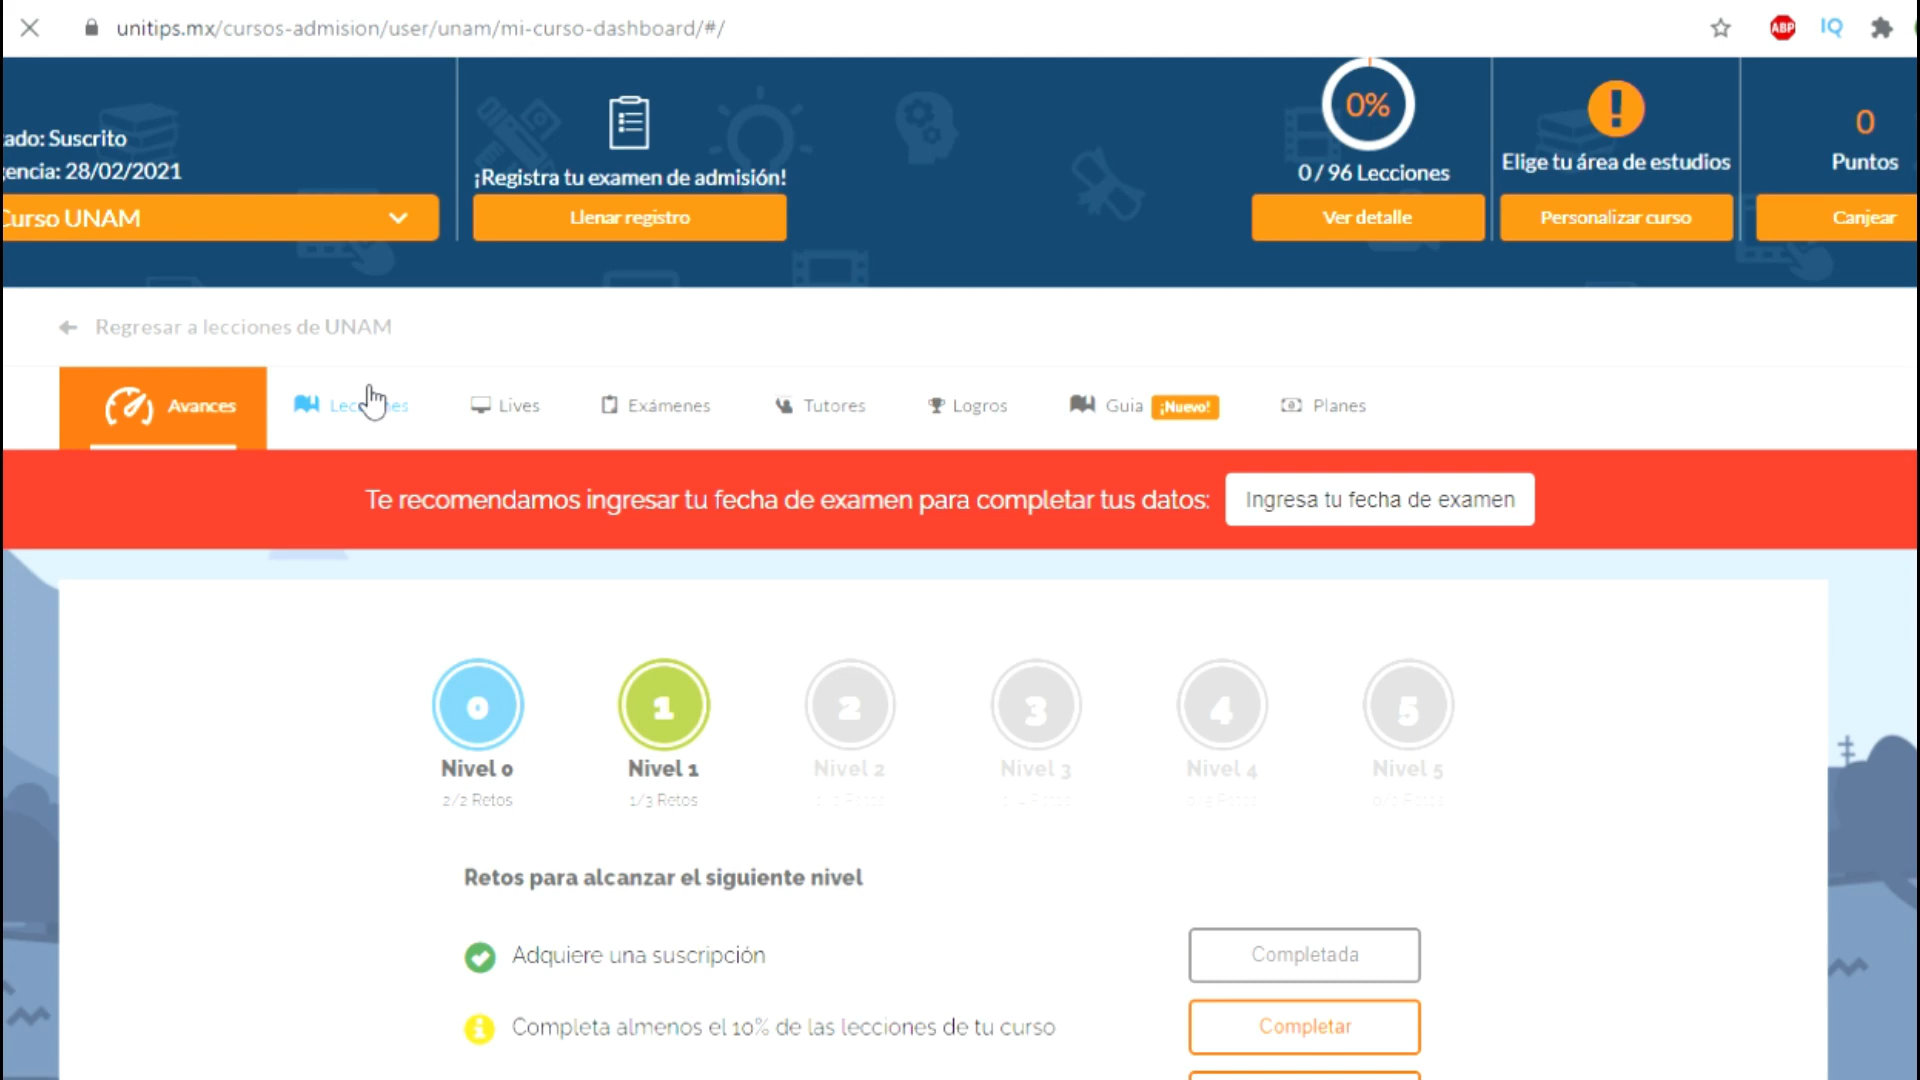 unitips.mx/cursos-admision/user/unam/mi-curso-dashboard/#/
ABP
IQ
ado: Suscrito
encia: 28/02/2021
Curso UNAM
¡Registra tu examen de admisión!
Llenar registro
0%
0 / 96 Lecciones
Ver detalle
!
Elige tu área de estudios
Personalizar curso
0
Puntos
Canjear
Regresar a lecciones de UNAM
Avances
Lecciones
Lives
Exámenes
Tutores
Logros
Guia
¡Nuevo!
Planes
Te recomendamos ingresar tu fecha de examen para completar tus datos:
Ingresa tu fecha de examen
0
1
2
3
4
5
Nivel 0
Nivel 1
Nivel 2
Nivel 3
Nivel 4
Nivel 5
2/2 Retos
1/3 Retos
Retos para alcanzar el siguiente nivel
Adquiere una suscripción
Completada
Completa almenos el 10% de las lecciones de tu curso
Completar